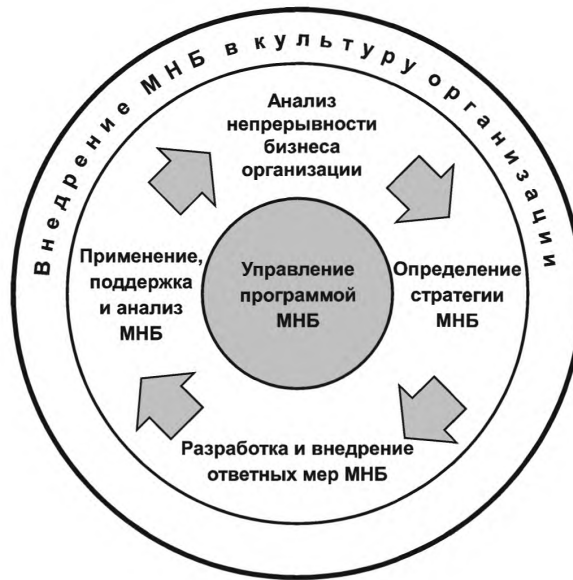 Внедрение МНБ в культуру организации
Анализ
непрерывности
бизнеса
организации
Применение,
поддержка
и анализ
МНБ
Управление
программой
МНБ
Определение
стратегии
МНБ
Разработка и внедрение
ответных мер МНБ